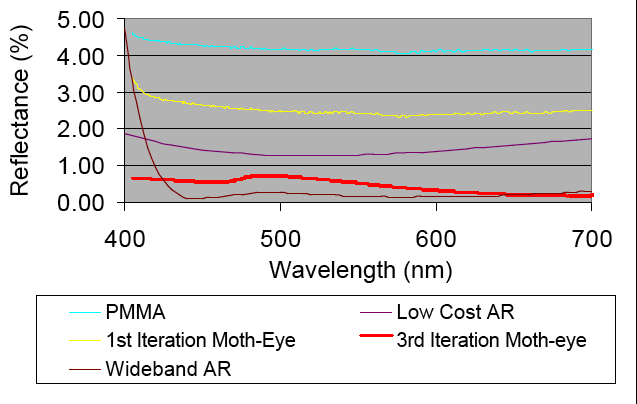 5.00
4.00
3.00
2.00
1.00
0.00
Reflectance (%)
400 500 600 700
Wavelength (nm)
PMMA Low Cost AR
1st Iteration Moth-Eye 3rd Iteration Moth-eye
Wideband AR